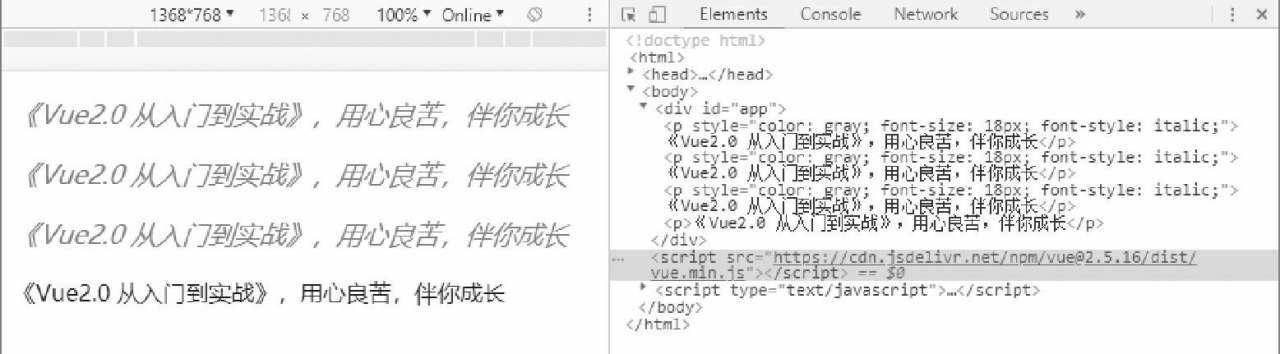 1368*768 ▼ 1368 × 768 100% ▼ Online ▼
《Vue2.0 从入门到实战》，用心良苦，伴你成长
《Vue2.0 从入门到实战》，用心良苦，伴你成长
《Vue2.0 从入门到实战》，用心良苦，伴你成长
《Vue2.0 从入门到实战》，用心良苦，伴你成长
Elements Console Network Sources »
<!doctype html>
<html>
<head>…</head>
<body>
<div id="app">
<p style="color: gray; font-size: 18px; font-style: italic;">
《Vue2.0 从入门到实战》，用心良苦，伴你成长</p>
<p style="color: gray; font-size: 18px; font-style: italic;">
《Vue2.0 从入门到实战》，用心良苦，伴你成长</p>
<p style="color: gray; font-size: 18px; font-style: italic;">
《Vue2.0 从入门到实战》，用心良苦，伴你成长</p>
<p>《Vue2.0 从入门到实战》，用心良苦，伴你成长</p>
</div>
<script src="https://cdn.jsdelivr.net/npm/vue@2.5.16/dist/
vue.min.js"></script> == $0
<script type="text/javascript">…</script>
</body>
</html>